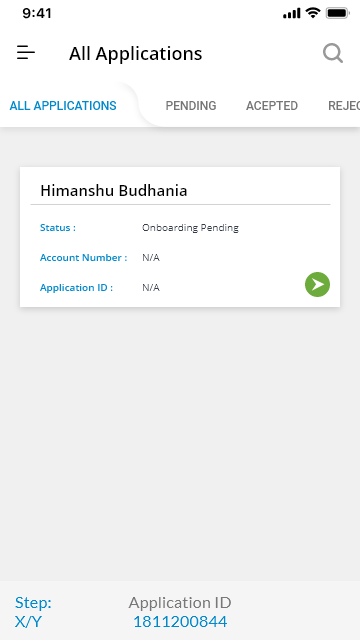 9:41
All Applications
ALL APPLICATIONS PENDING ACEPTED REJEC
Himanshu Budhania
Status : Onboarding Pending
Account Number : N/A
Application ID : N/A
Step: Application ID
X/Y 1811200844